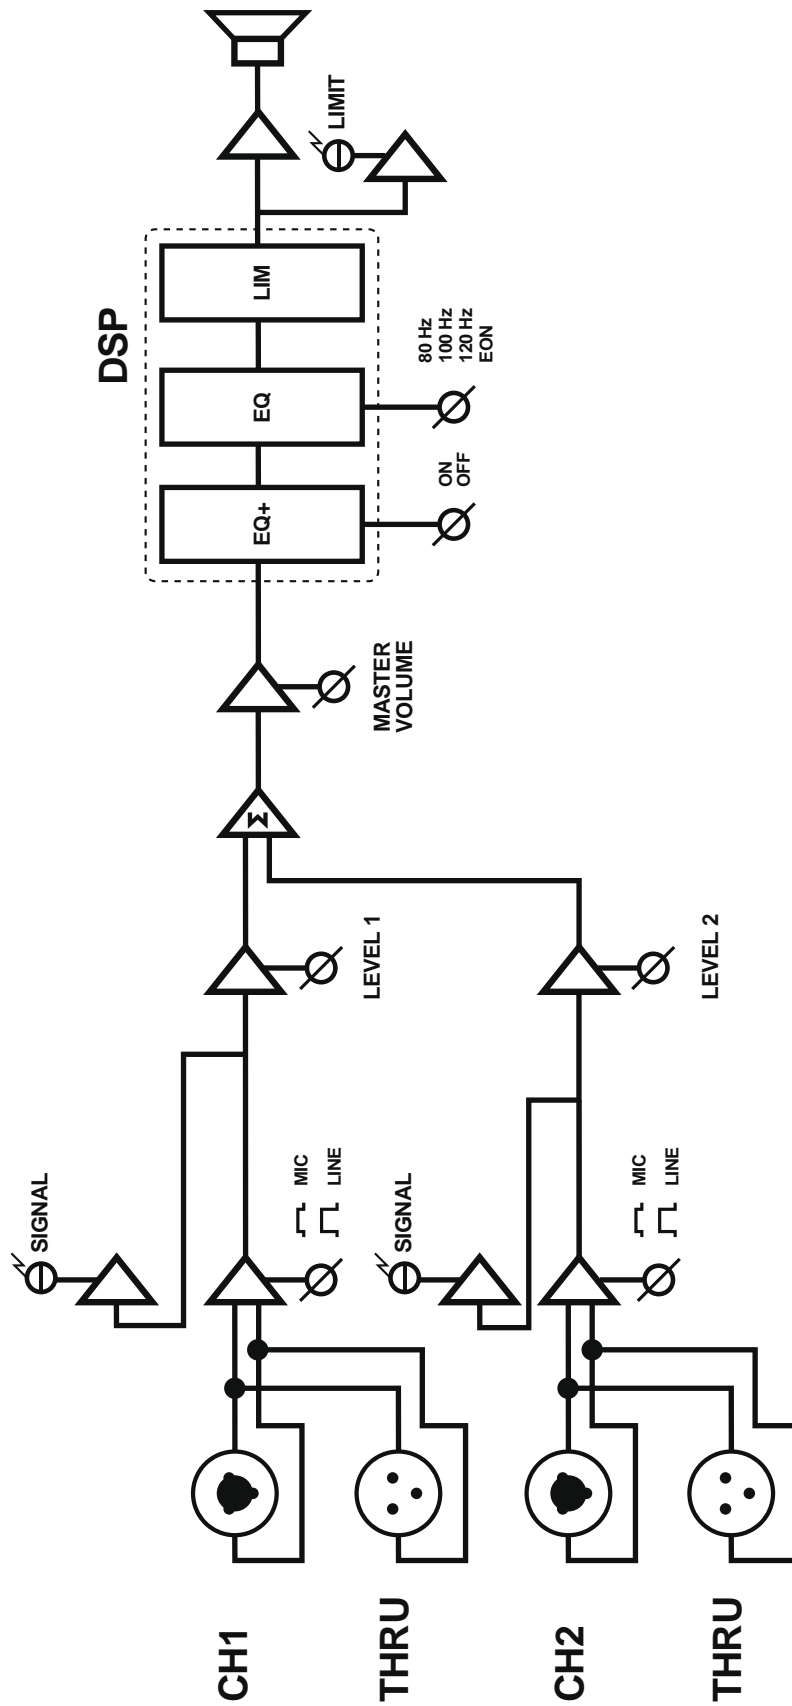 SIGNAL
DSP
CH1
Σ
EQ+
EQ
LIM
MIC
LINE
LIMIT
LEVEL 1
MASTER
VOLUME
THRU
SIGNAL
ON
OFF
80 Hz
100 Hz
120 Hz
EON
CH2
MIC
LINE
LEVEL 2
THRU